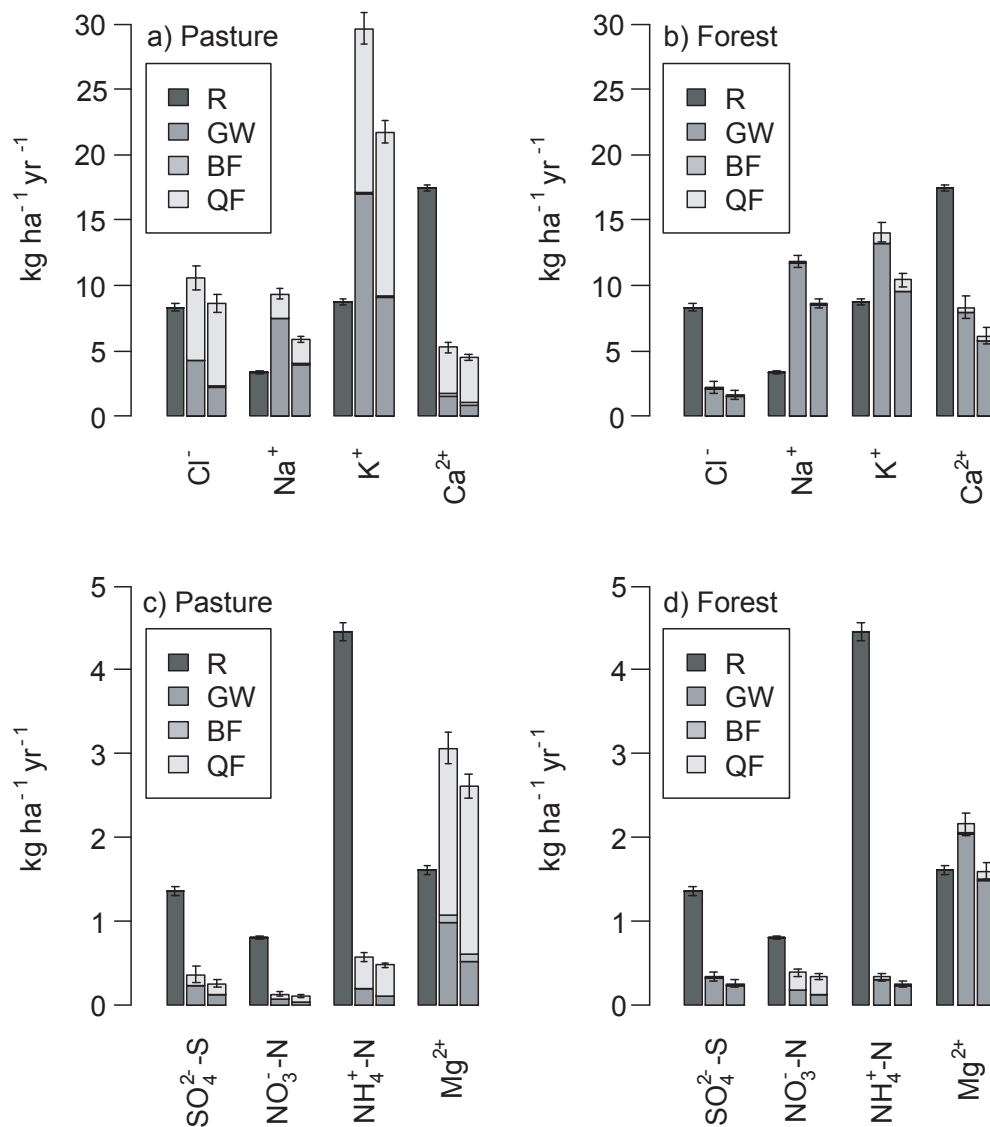 a) Pasture
R
GW
BF
QF
kg ha⁻¹ yr⁻¹
30
25
20
15
10
5
0
Cl⁻
Na⁺
K⁺
Ca²⁺
b) Forest
R
GW
BF
QF
kg ha⁻¹ yr⁻¹
30
25
20
15
10
5
0
Cl⁻
Na⁺
K⁺
Ca²⁺
c) Pasture
R
GW
BF
QF
kg ha⁻¹ yr⁻¹
5
4
3
2
1
0
SO₄²⁻-S
NO₃⁻-N
NH₄⁺-N
Mg²⁺
d) Forest
R
GW
BF
QF
kg ha⁻¹ yr⁻¹
5
4
3
2
1
0
SO₄²⁻-S
NO₃⁻-N
NH₄⁺-N
Mg²⁺